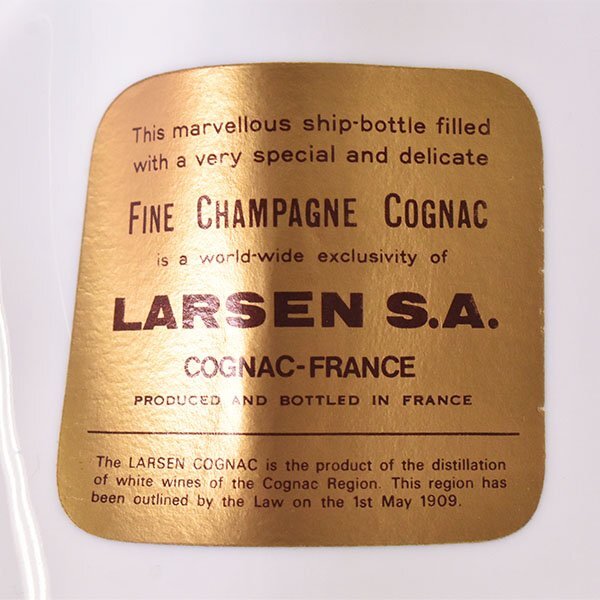 This marvellous ship-bottle filled
with a very special and delicate
FINE CHAMPAGNE COGNAC
is a world-wide exclusivity of
LARSEN S.A.
COGNAC-FRANCE
PRODUCED AND BOTTLED IN FRANCE
The LARSEN COGNAC is the product of the distillation
of white wines of the Cognac Region. This region has
been outlined by the Law on the 1st May 1909.